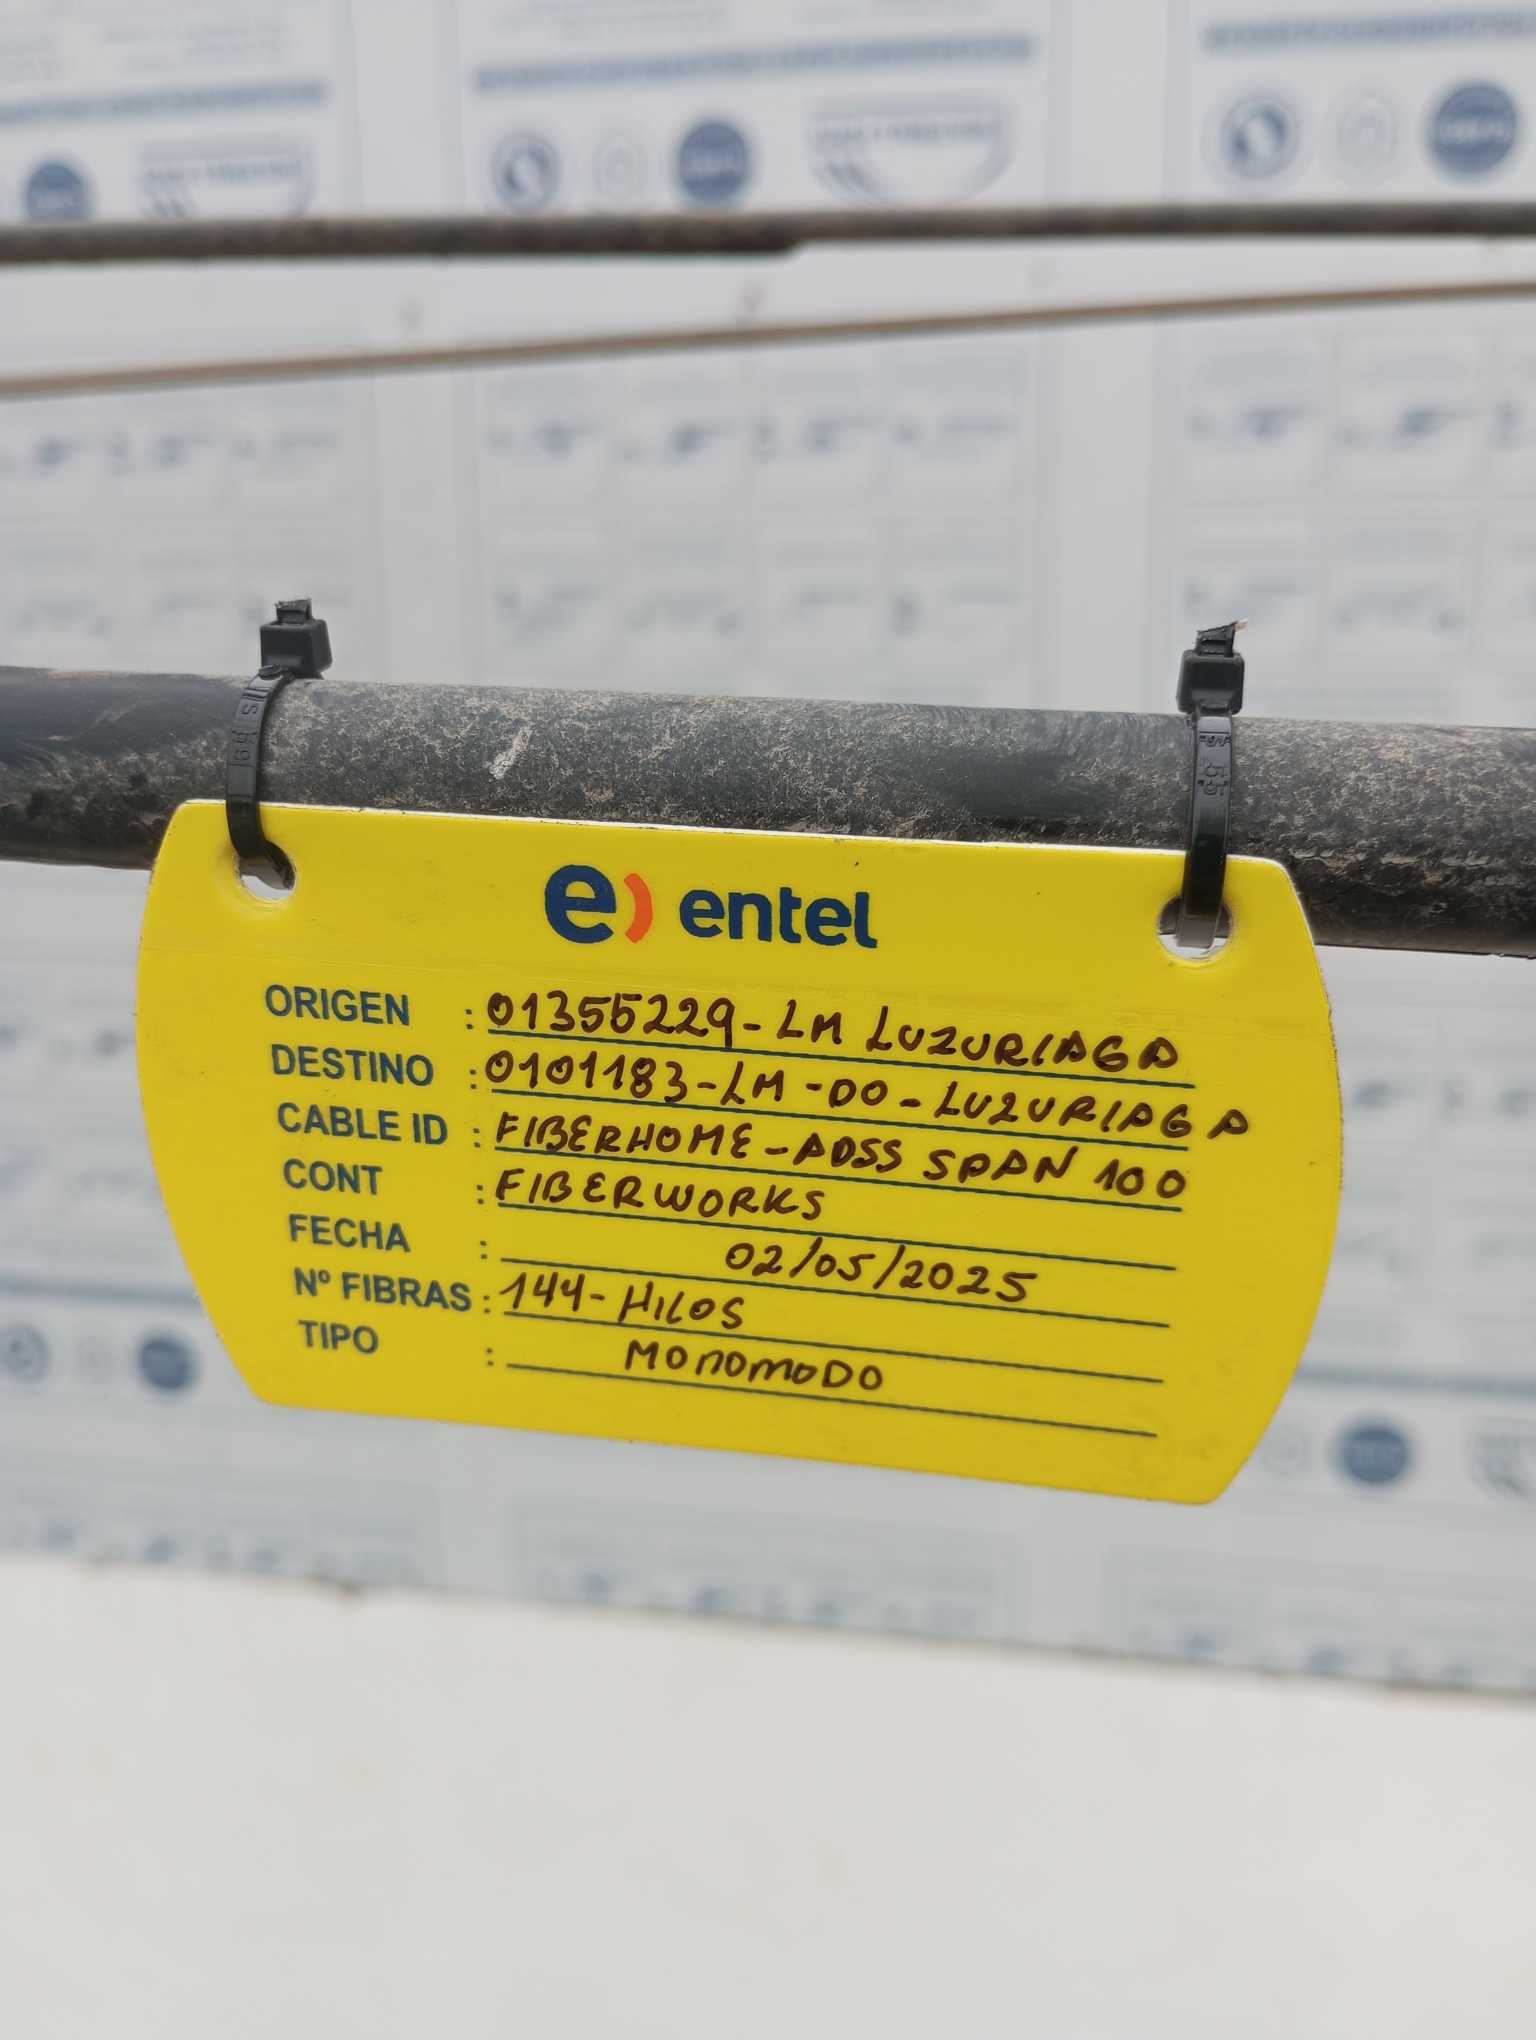 e) entel
ORIGEN : 01355229-LM LUZURIAGA
DESTINO : 0101183-LM-DO-LUZURIAGA
CABLE ID : FIBERHOME-ADSS SPAN 100
CONT : FIBERWORKS
FECHA : 02/05/2025
Nº FIBRAS : 144-HILOS
TIPO : MONOMODO